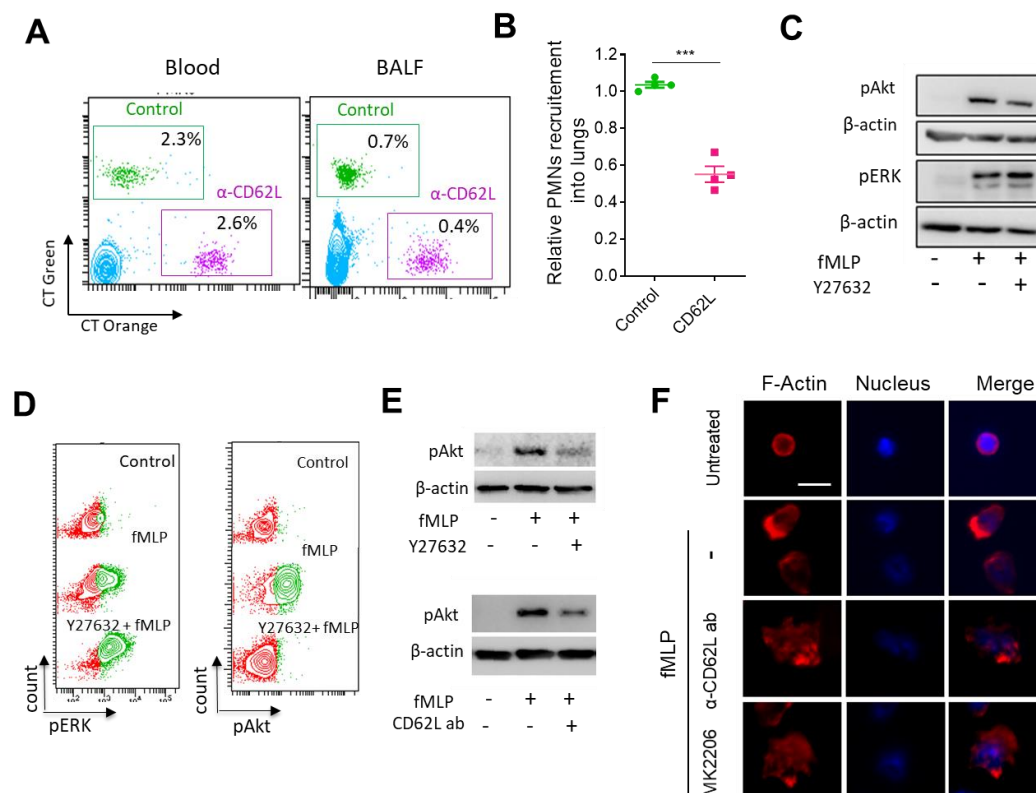 A
Blood
BALF
Control
2.3%
α-CD62L
2.6%
0.7%
0.4%
CT Green
CT Orange
B
Relative PMNs recruitement
into lungs
1.2
1.0
0.8
0.6
0.4
0.2
0.0
***
Control
CD62L
C
pAkt
β-actin
pERK
β-actin
fMLP - + +
Y27632 - - +
D
Control
fMLP
Y27632 + fMLP
count
pERK
Control
fMLP
Y27632+ fMLP
count
pAkt
E
pAkt
β-actin
fMLP - + +
Y27632 - - +
pAkt
β-actin
fMLP - + +
CD62L ab - - +
F
F-Actin Nucleus Merge
Untreated
fMLP
-
α-CD62L ab
MK2206